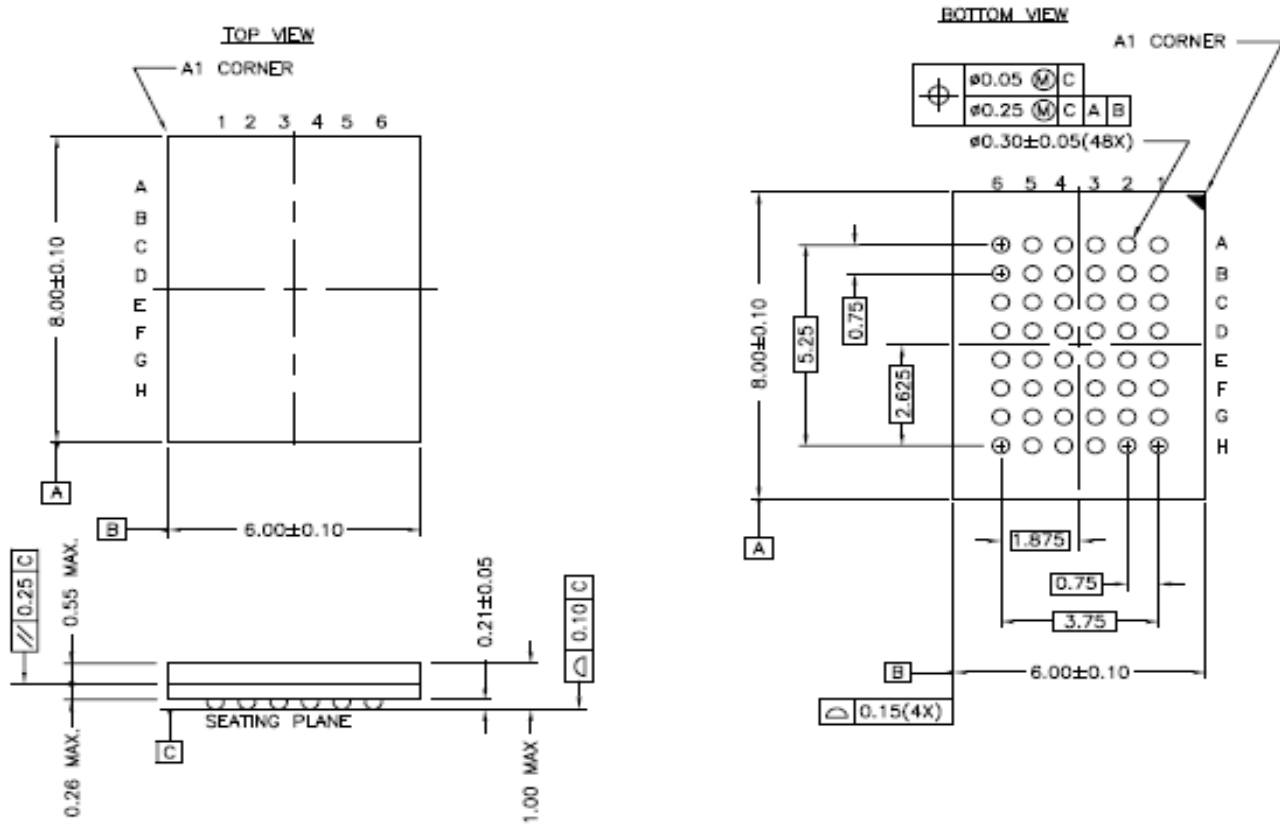 TOP VIEW
A1 CORNER
1 2 3 4 5 6
A
B
C
D
E
F
G
H
8.00±0.10
A
B
6.00±0.10
// 0.25 C
0.55 MAX.
0.26 MAX.
0.21±0.05
⌓ 0.10 C
1.00 MAX
SEATING PLANE
C
BOTTOM VIEW
A1 CORNER
⌖ ø0.05 Ⓜ C
ø0.25 Ⓜ C A B
ø0.30±0.05(48X)
6 5 4 3 2 1
A
B
C
D
E
F
G
H
8.00±0.10
5.25
0.75
2.625
A
1.875
0.75
3.75
B
6.00±0.10
⌓ 0.15(4X)